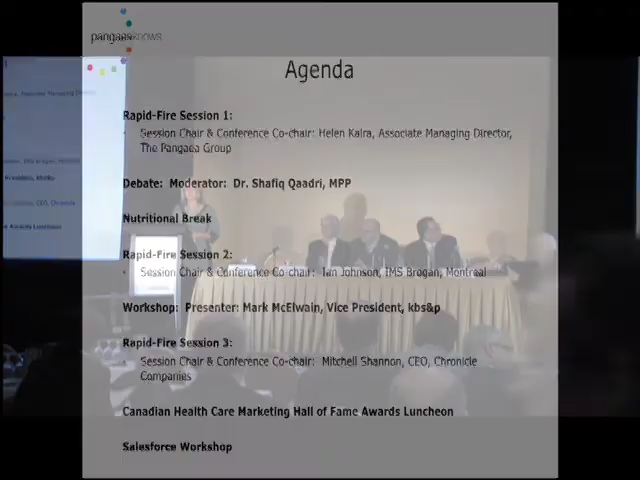 pangaeaknows
Agenda
Rapid-Fire Session 1:
• Session Chair & Conference Co-chair: Helen Kalra, Associate Managing Director,
The Pangaea Group
Debate: Moderator: Dr. Shafiq Qaadri, MPP
Nutritional Break
Rapid-Fire Session 2:
• Session Chair & Conference Co-chair: Ian Johnson, IMS Brogan, Montreal
Workshop: Presenter: Mark McElwain, Vice President, kbs&p
Rapid-Fire Session 3:
• Session Chair & Conference Co-chair: Mitchell Shannon, CEO, Chronicle
Companies
Canadian Health Care Marketing Hall of Fame Awards Luncheon
Salesforce Workshop